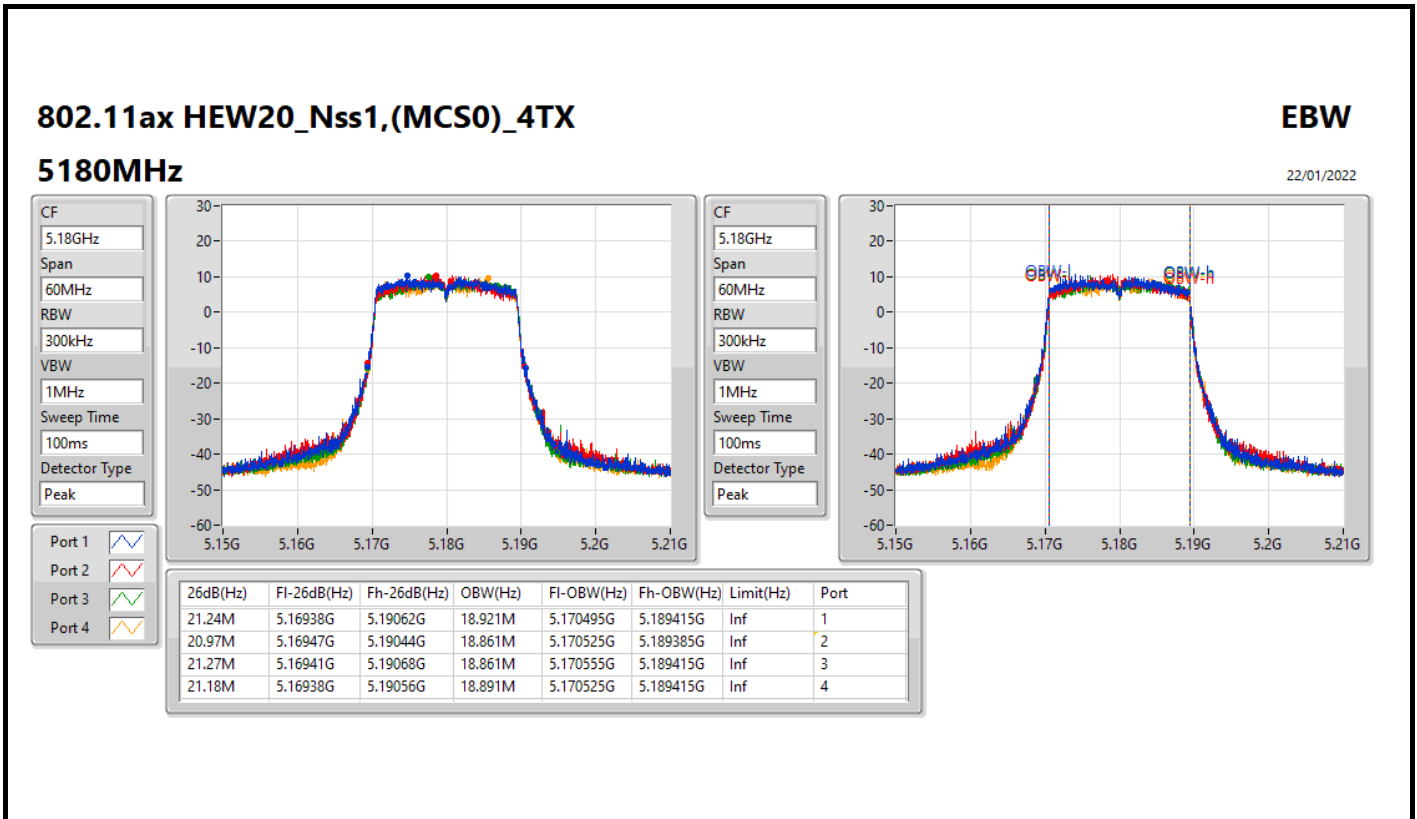 802.11ax HEW20_Nss1,(MCS0)_4TX
EBW
5180MHz
22/01/2022
CF
5.18GHz
Span
60MHz
RBW
300kHz
VBW
1MHz
Sweep Time
100ms
Detector Type
Peak
30
20
10
0
-10
-20
-30
-40
-50
-60
5.15G 5.16G 5.17G 5.18G 5.19G 5.2G 5.21G
CF
5.18GHz
Span
60MHz
RBW
300kHz
VBW
1MHz
Sweep Time
100ms
Detector Type
Peak
30
20
10
0
-10
-20
-30
-40
-50
-60
OBW-l OBW-h
5.15G 5.16G 5.17G 5.18G 5.19G 5.2G 5.21G
Port 1
Port 2
Port 3
Port 4
26dB(Hz) Fl-26dB(Hz) Fh-26dB(Hz) OBW(Hz) Fl-OBW(Hz) Fh-OBW(Hz) Limit(Hz) Port
21.24M 5.16938G 5.19062G 18.921M 5.170495G 5.189415G Inf 1
20.97M 5.16947G 5.19044G 18.861M 5.170525G 5.189385G Inf 2
21.27M 5.16941G 5.19068G 18.861M 5.170555G 5.189415G Inf 3
21.18M 5.16938G 5.19056G 18.891M 5.170525G 5.189415G Inf 4